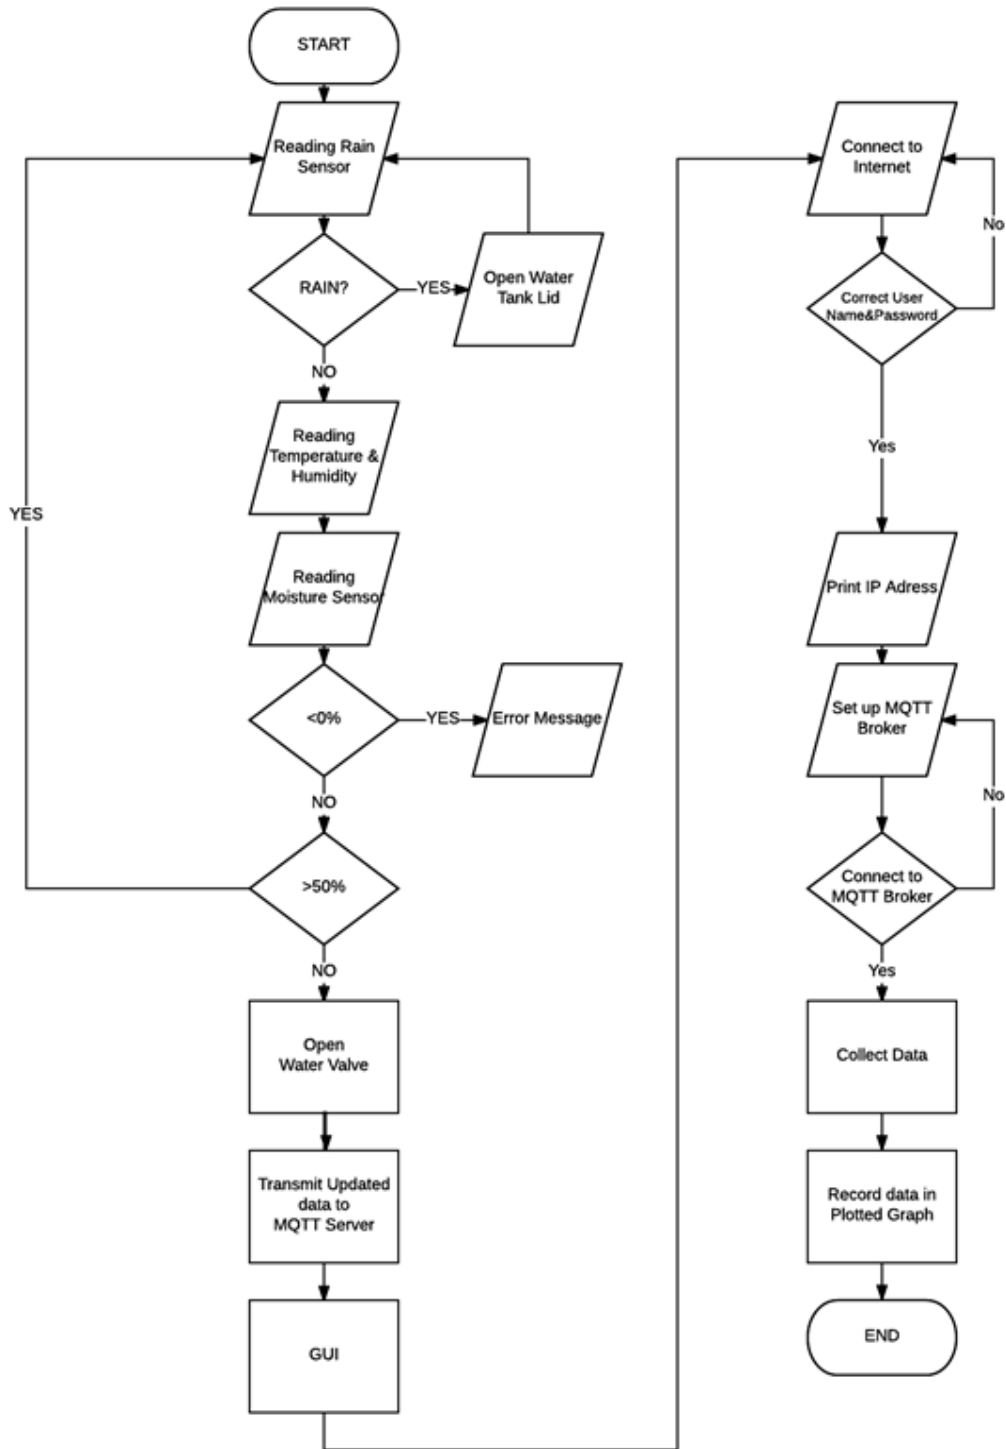 START
Reading Rain
Sensor
RAIN?
YES
Open Water
Tank Lid
NO
Reading
Temperature &
Humidity
YES
Reading
Moisture Sensor
<0%
YES
Error Message
NO
>50%
NO
Open
Water Valve
Transmit Updated
data to
MQTT Server
GUI
Connect to
Internet
No
Correct User
Name&Password
Yes
Print IP Adress
Set up MQTT
Broker
No
Connect to
MQTT Broker
Yes
Collect Data
Record data in
Plotted Graph
END